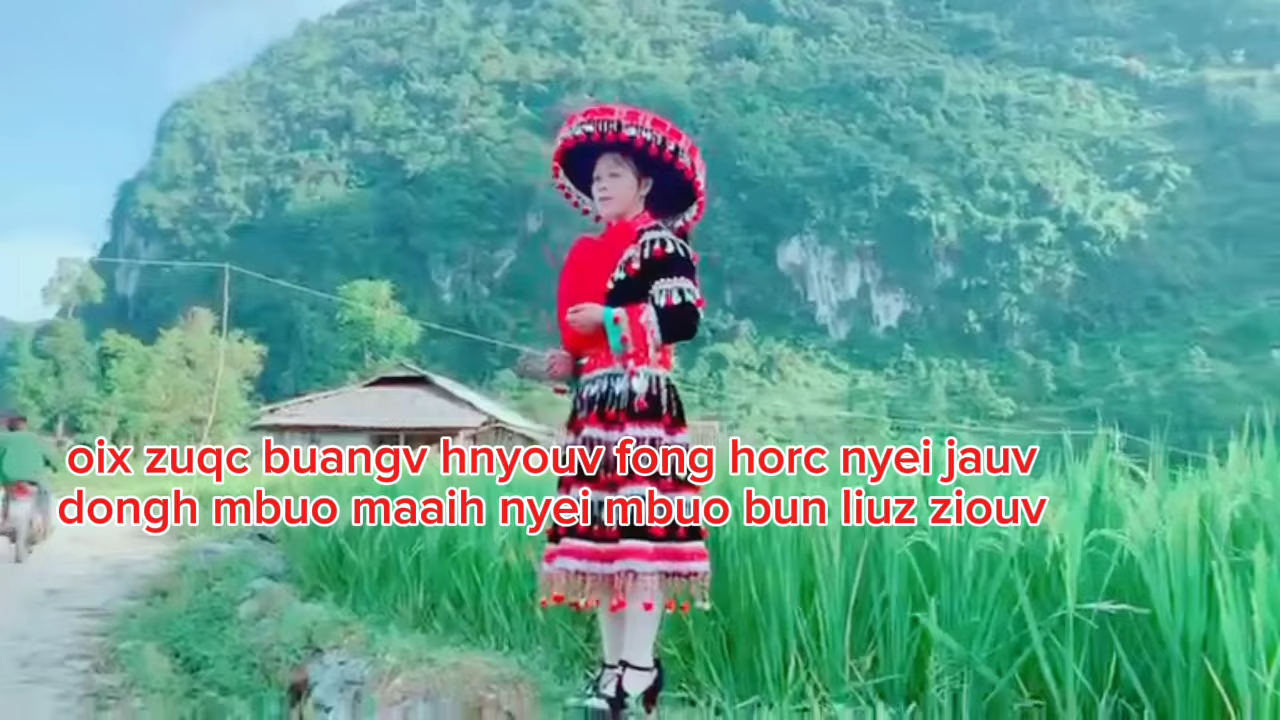 oix zuqc buangv hnyouv fong horc nyei jauv
dongh mbuo maaih nyei mbuo bun liuz ziouv